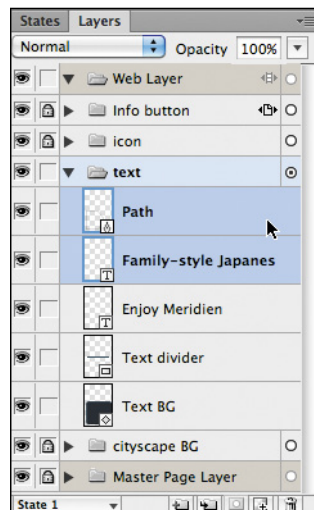 States Layers
Normal Opacity 100%
Web Layer
Info button
icon
text
Path
Family-style Japanes
Enjoy Meridien
Text divider
Text BG
cityscape BG
Master Page Layer
State 1